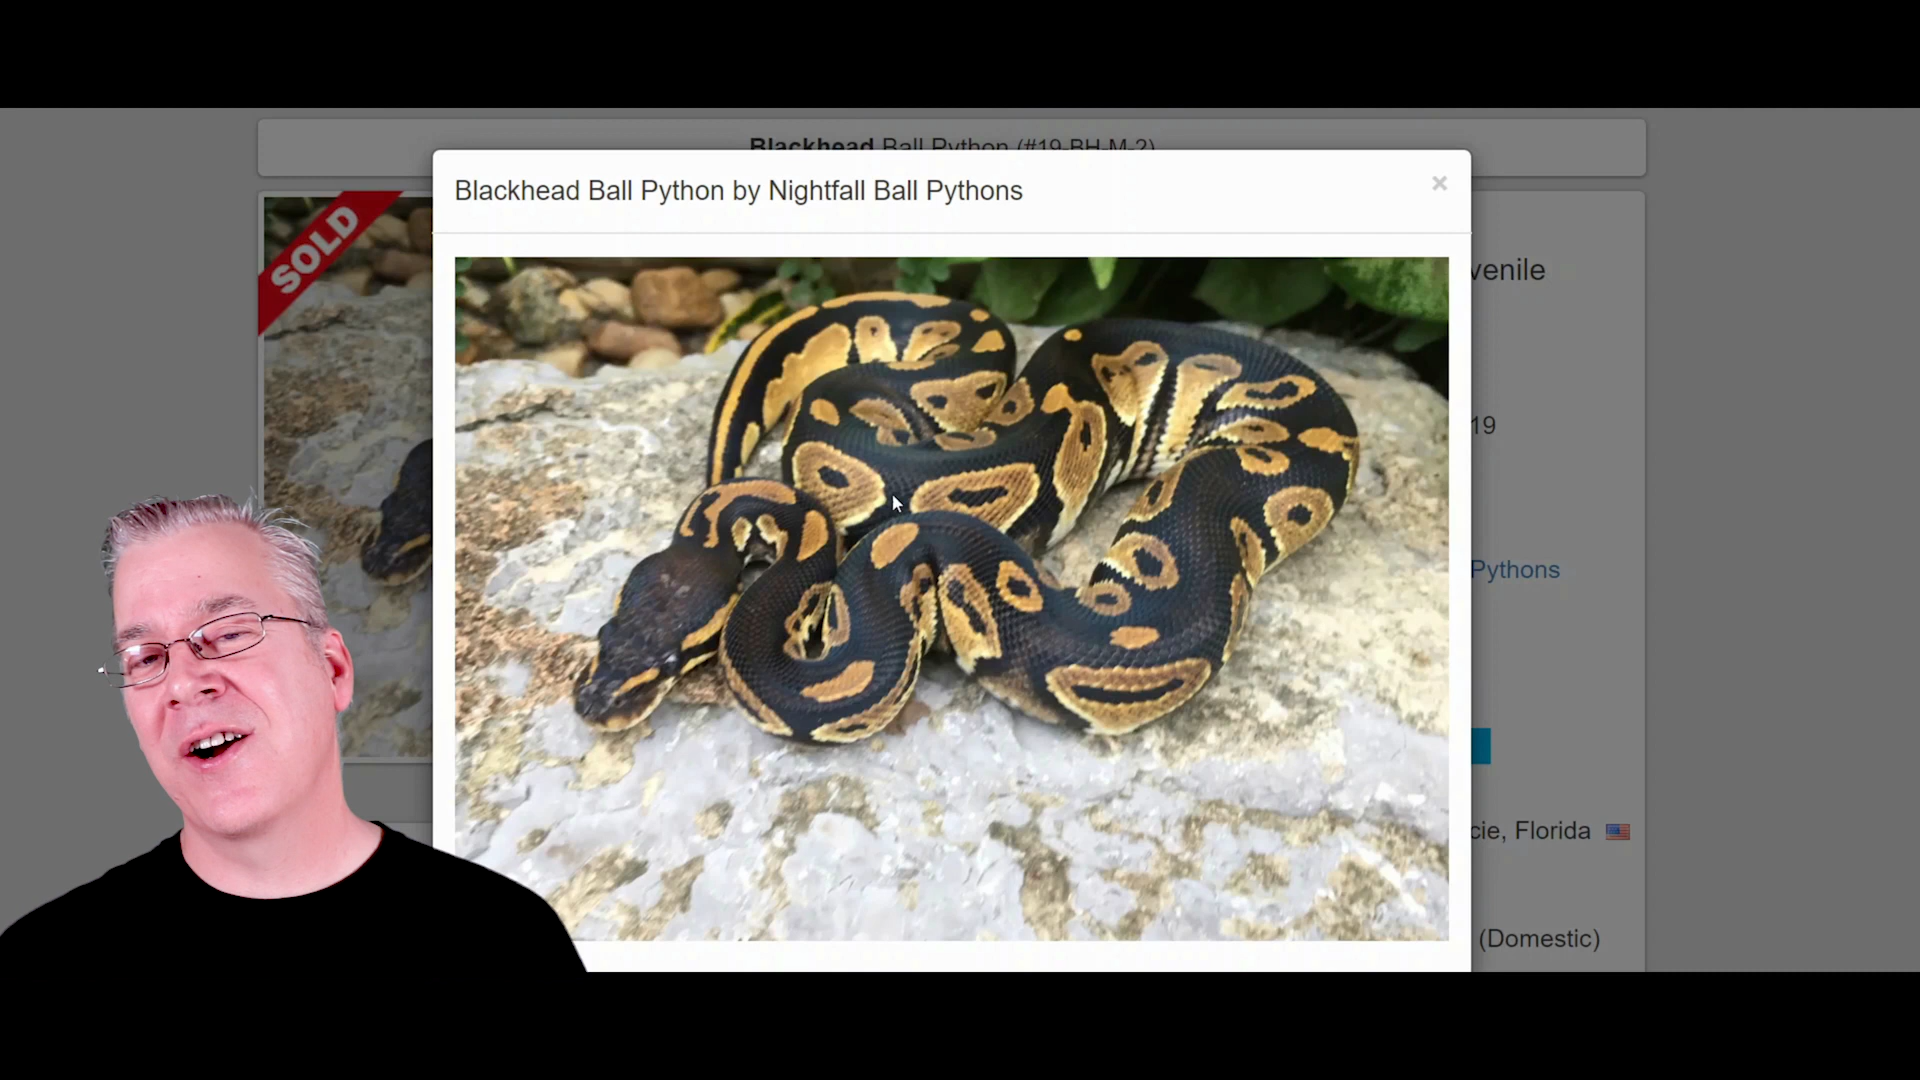 Blackhead Ball Python (#19-BH-M-2)
Blackhead Ball Python by Nightfall Ball Pythons
×
SOLD
venile
19
Pythons
cie, Florida
(Domestic)